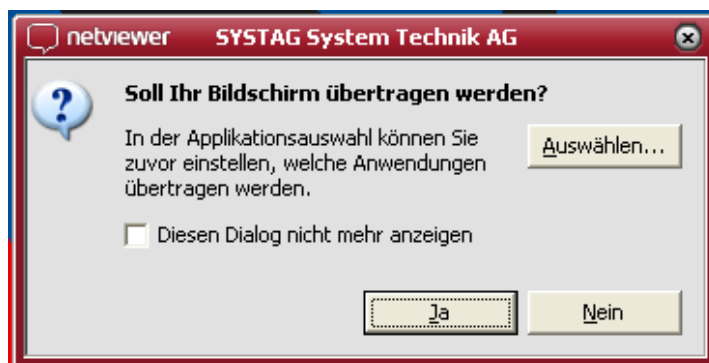 netviewer SYSTAG System Technik AG
Soll Ihr Bildschirm übertragen werden?
In der Applikationsauswahl können Sie
zuvor einstellen, welche Anwendungen
übertragen werden.
Auswählen...
Diesen Dialog nicht mehr anzeigen
Ja
Nein